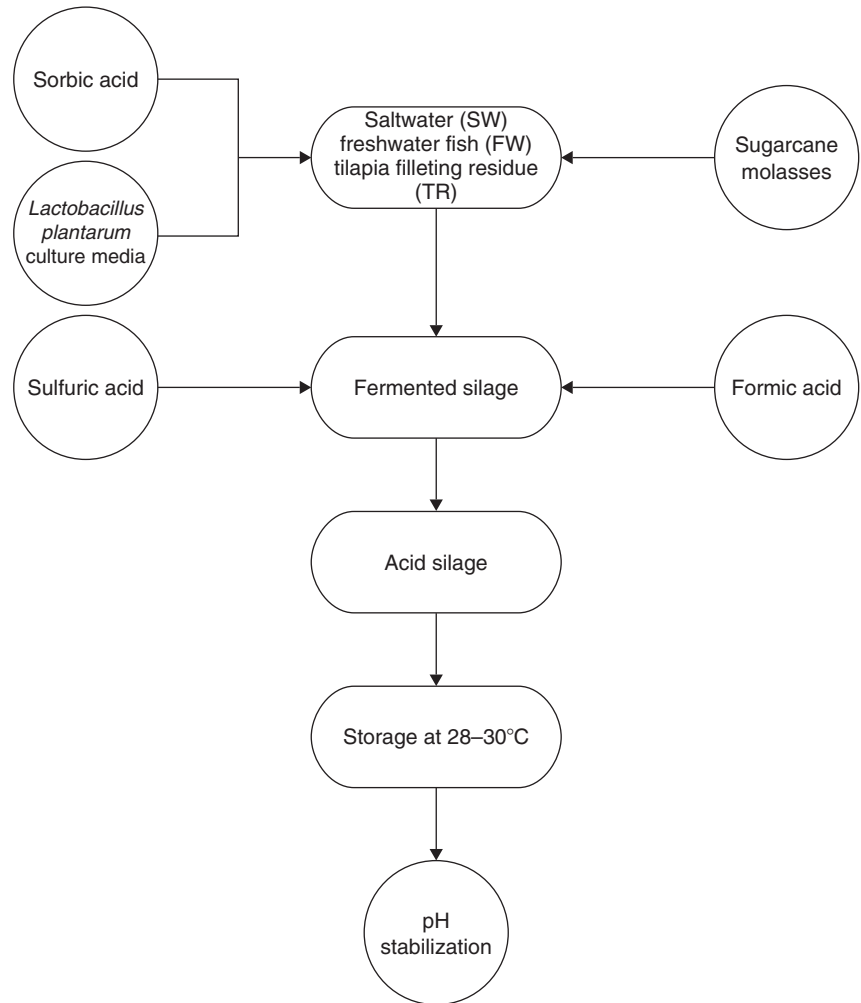 Sorbic acid
Saltwater (SW)
freshwater fish (FW)
tilapia filleting residue
(TR)
Sugarcane
molasses
Lactobacillus
plantarum
culture media
Sulfuric acid
Fermented silage
Formic acid
Acid silage
Storage at 28–30°C
pH
stabilization